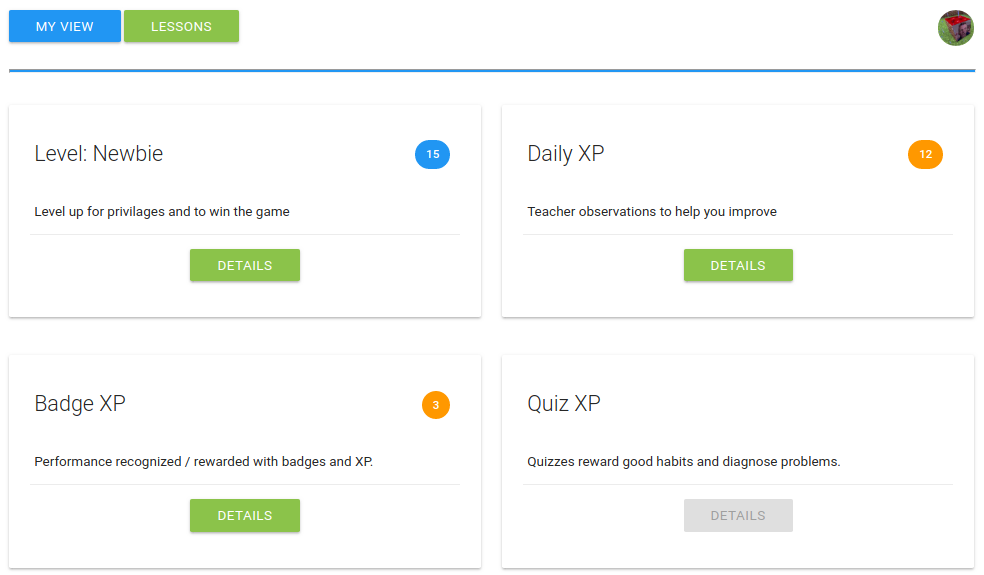 MY VIEW
LESSONS
Level: Newbie
15
Level up for privilages and to win the game
DETAILS
Daily XP
12
Teacher observations to help you improve
DETAILS
Badge XP
3
Performance recognized / rewarded with badges and XP.
DETAILS
Quiz XP
Quizzes reward good habits and diagnose problems.
DETAILS